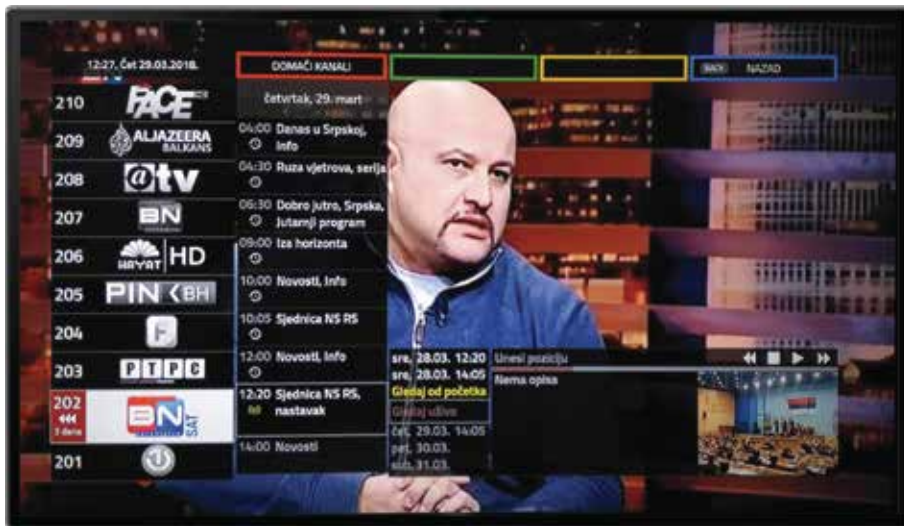 12:27, Čet 29.03.2018.
DOMAĆI KANALI
BACK NAZAD
210 FACE
četvrtak, 29. mart
209 ALJAZEERA BALKANS
04:00 Danas u Srpskoj, Info
208 @tv
04:30 Ruza vjetrova, serija
207 BN
06:30 Dobro jutro, Srpska, Jutarnji program
206 HAYAT HD
09:00 Iza horizonta
205 PIN BH
10:00 Novosti, Info
204 F
10:05 Sjednica NS RS
203 РТРС
12:00 Novosti, Info
202
3 dana
BN SAT
12:20 Sjednica NS RS, nastavak
201 1
14:00 Novosti
sre, 28.03. 12:20
sre, 28.03. 14:05
Gledaj od početka
Gledaj uživo
čet, 29.03. 14:05
pet, 30.03.
sub, 31.03.
Unesi poziciju
Nema opisa